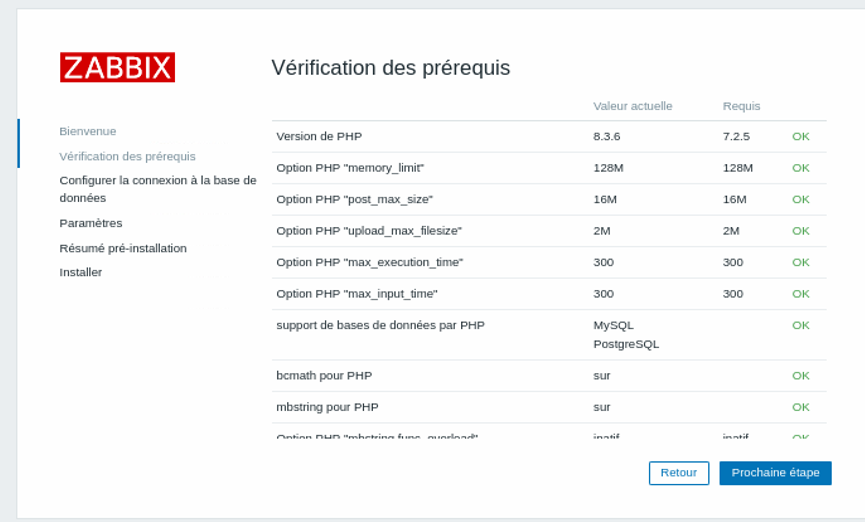 ZABBIX
Bienvenue
Vérification des prérequis
Configurer la connexion à la base de
données
Paramètres
Résumé pré-installation
Installer
Vérification des prérequis
Valeur actuelle Requis
Version de PHP 8.3.6 7.2.5 OK
Option PHP "memory_limit" 128M 128M OK
Option PHP "post_max_size" 16M 16M OK
Option PHP "upload_max_filesize" 2M 2M OK
Option PHP "max_execution_time" 300 300 OK
Option PHP "max_input_time" 300 300 OK
support de bases de données par PHP MySQL OK
PostgreSQL
bcmath pour PHP sur OK
mbstring pour PHP sur OK
Option PHP "mbstring.func_overload" inatif inatif OK
Retour Prochaine étape